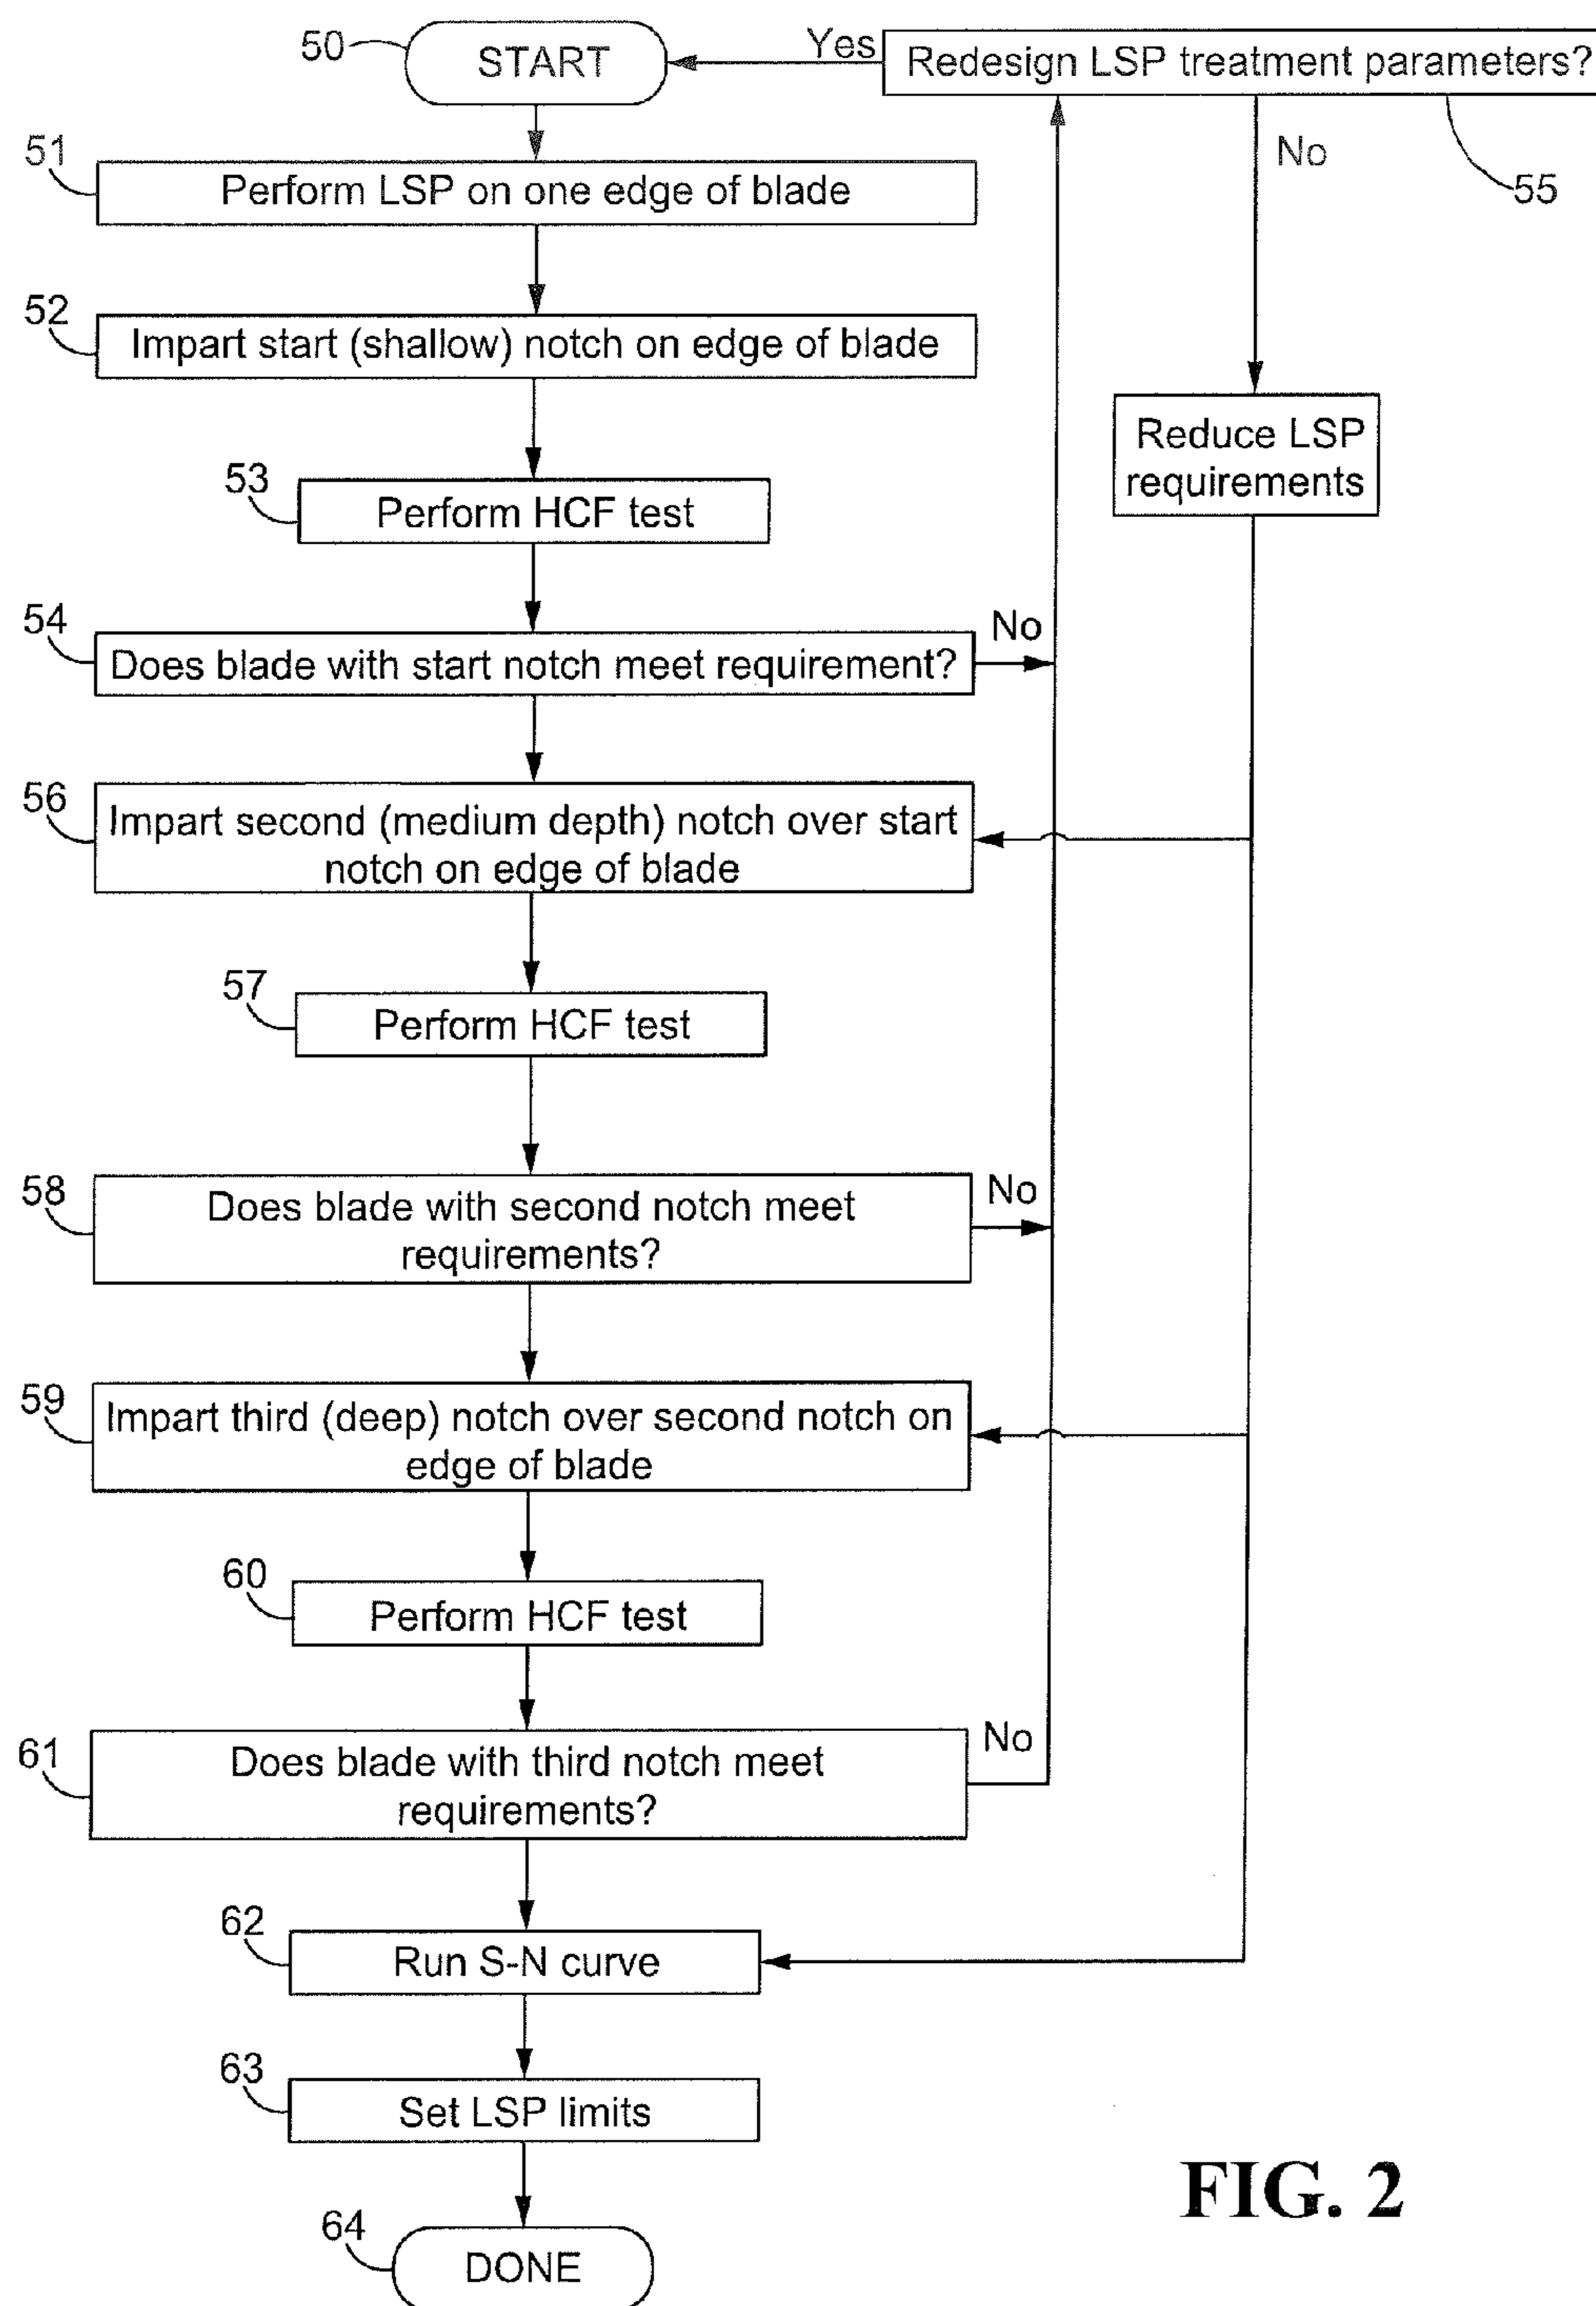 50
START
Yes
Redesign LSP treatment parameters?
51
Perform LSP on one edge of blade
No
55
52
Impart start (shallow) notch on edge of blade
Reduce LSP
requirements
53
Perform HCF test
54
Does blade with start notch meet requirement?
No
56
Impart second (medium depth) notch over start
notch on edge of blade
57
Perform HCF test
58
Does blade with second notch meet
requirements?
No
59
Impart third (deep) notch over second notch on
edge of blade
60
Perform HCF test
61
Does blade with third notch meet
requirements?
No
62
Run S-N curve
63
Set LSP limits
64
DONE
FIG. 2